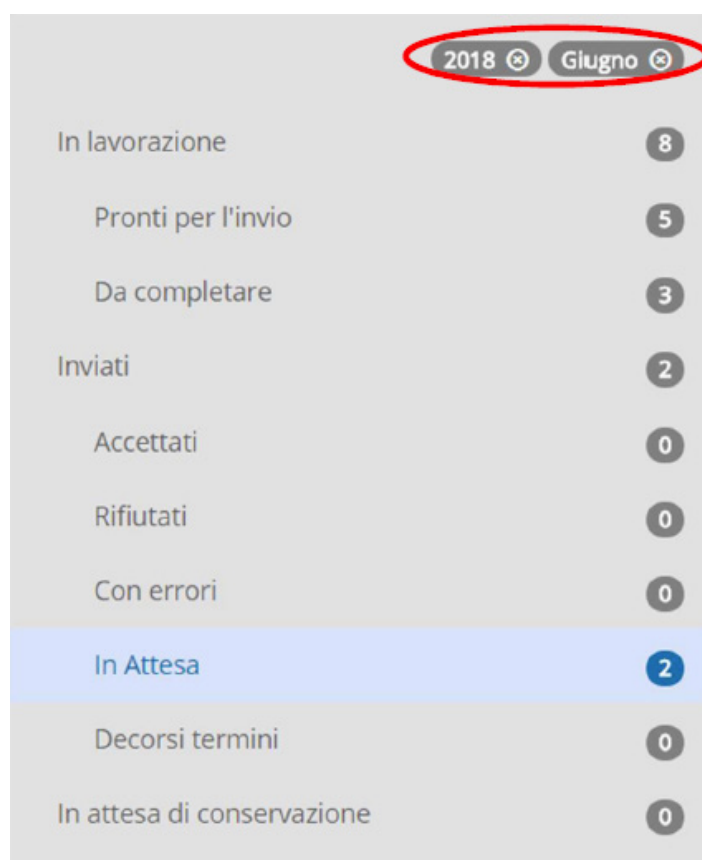 2018 Giugno
In lavorazione 8
Pronti per l'invio 5
Da completare 3
Inviati 2
Accettati 0
Rifiutati 0
Con errori 0
In Attesa 2
Decorsi termini 0
In attesa di conservazione 0